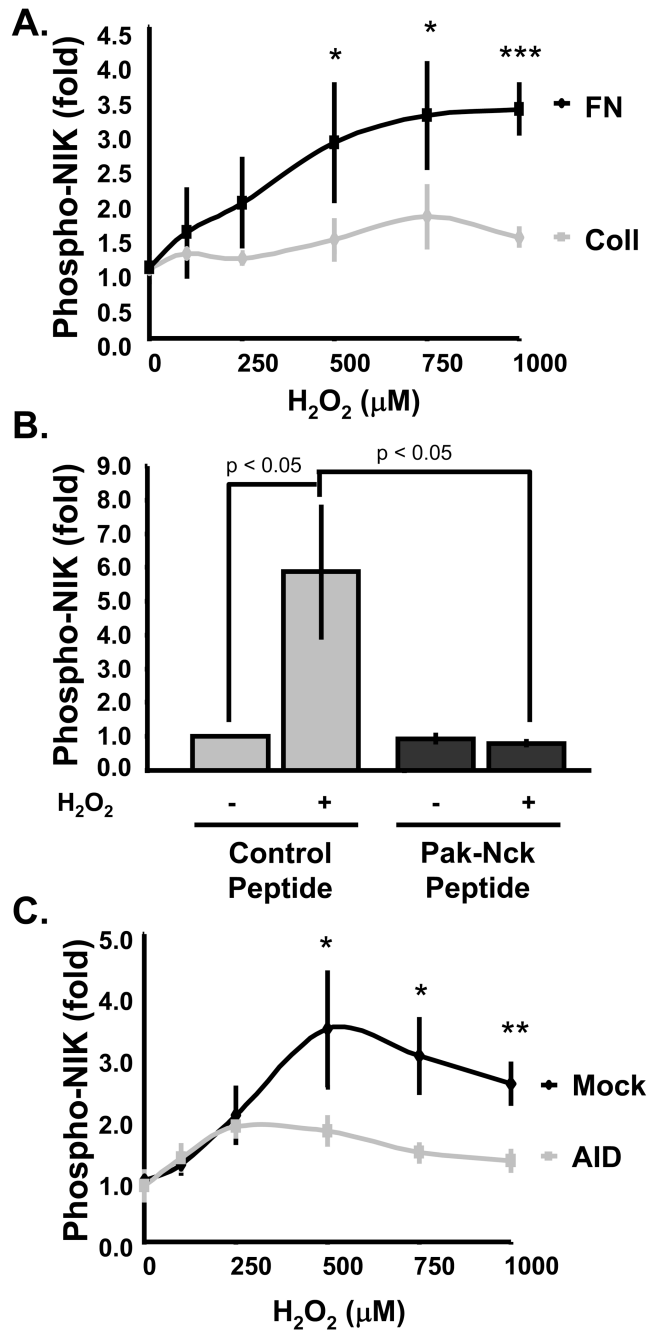 A.
Phospho-NIK (fold)
4.5
4.0
3.5
3.0
2.5
2.0
1.5
1.0
0.5
0.0
* * ***
FN
Coll
0 250 500 750 1000
H₂O₂ (μM)
B.
Phospho-NIK (fold)
9.0
8.0
7.0
6.0
5.0
4.0
3.0
2.0
1.0
0.0
p < 0.05 p < 0.05
H₂O₂ - + - +
Control Peptide
Pak-Nck Peptide
C.
Phospho-NIK (fold)
5.0
4.0
3.0
2.0
1.0
0.0
* * **
Mock
AID
0 250 500 750 1000
H₂O₂ (μM)